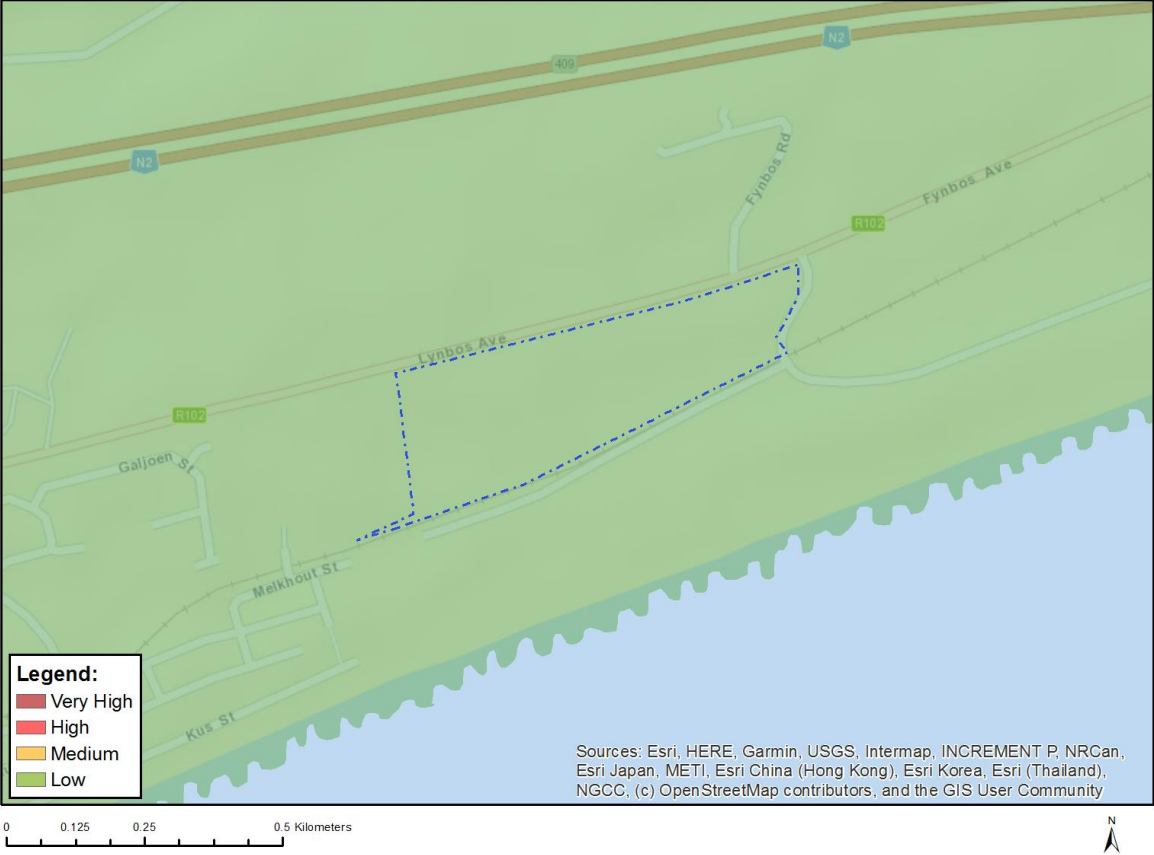 N2
409
N2
Fynbos Rd
Fynbos Ave
R102
Lynbos Ave
R102
Galjoen St
Melkhout St
Kus St
Legend:
Very High
High
Medium
Low
Sources: Esri, HERE, Garmin, USGS, Intermap, INCREMENT P, NRCan,
Esri Japan, METI, Esri China (Hong Kong), Esri Korea, Esri (Thailand),
NGCC, (c) OpenStreetMap contributors, and the GIS User Community
0 0.125 0.25 0.5 Kilometers
N